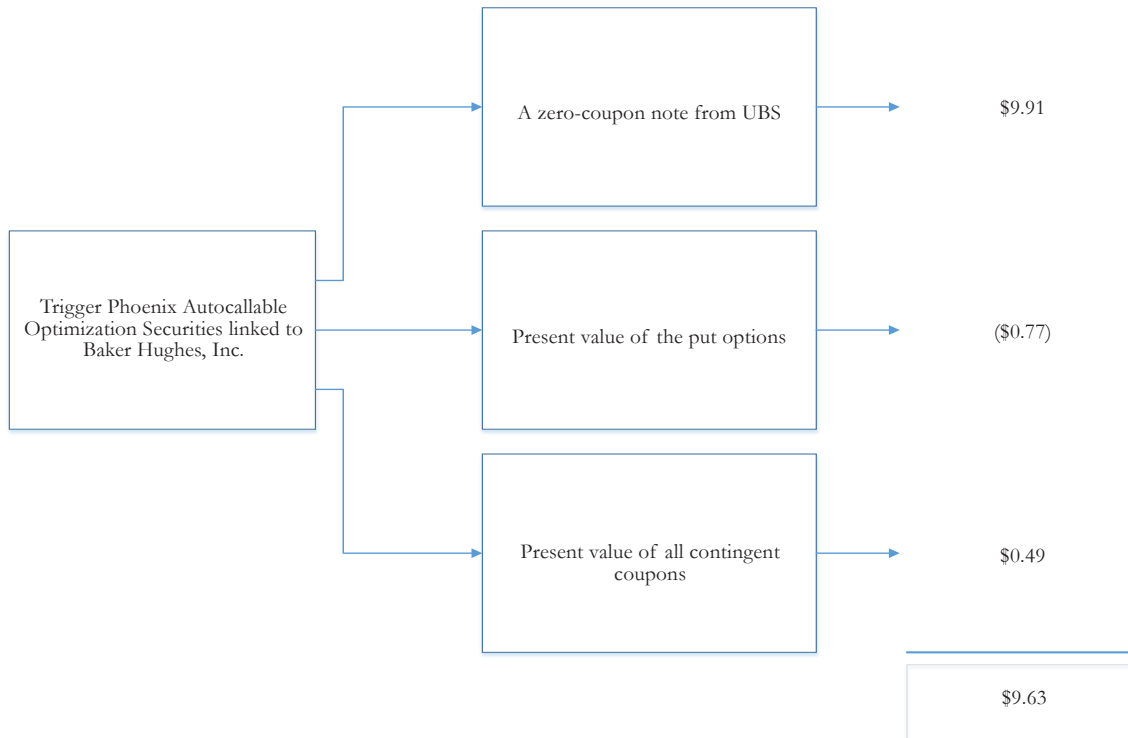 A zero-coupon note from UBS
$9.91
Trigger Phoenix Autocallable
Optimization Securities linked to
Baker Hughes, Inc.
Present value of the put options
($0.77)
Present value of all contingent
coupons
$0.49
$9.63